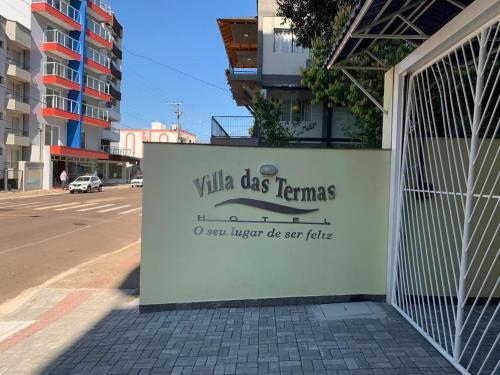 Villa das Termas
HOTEL
O seu lugar de ser feliz